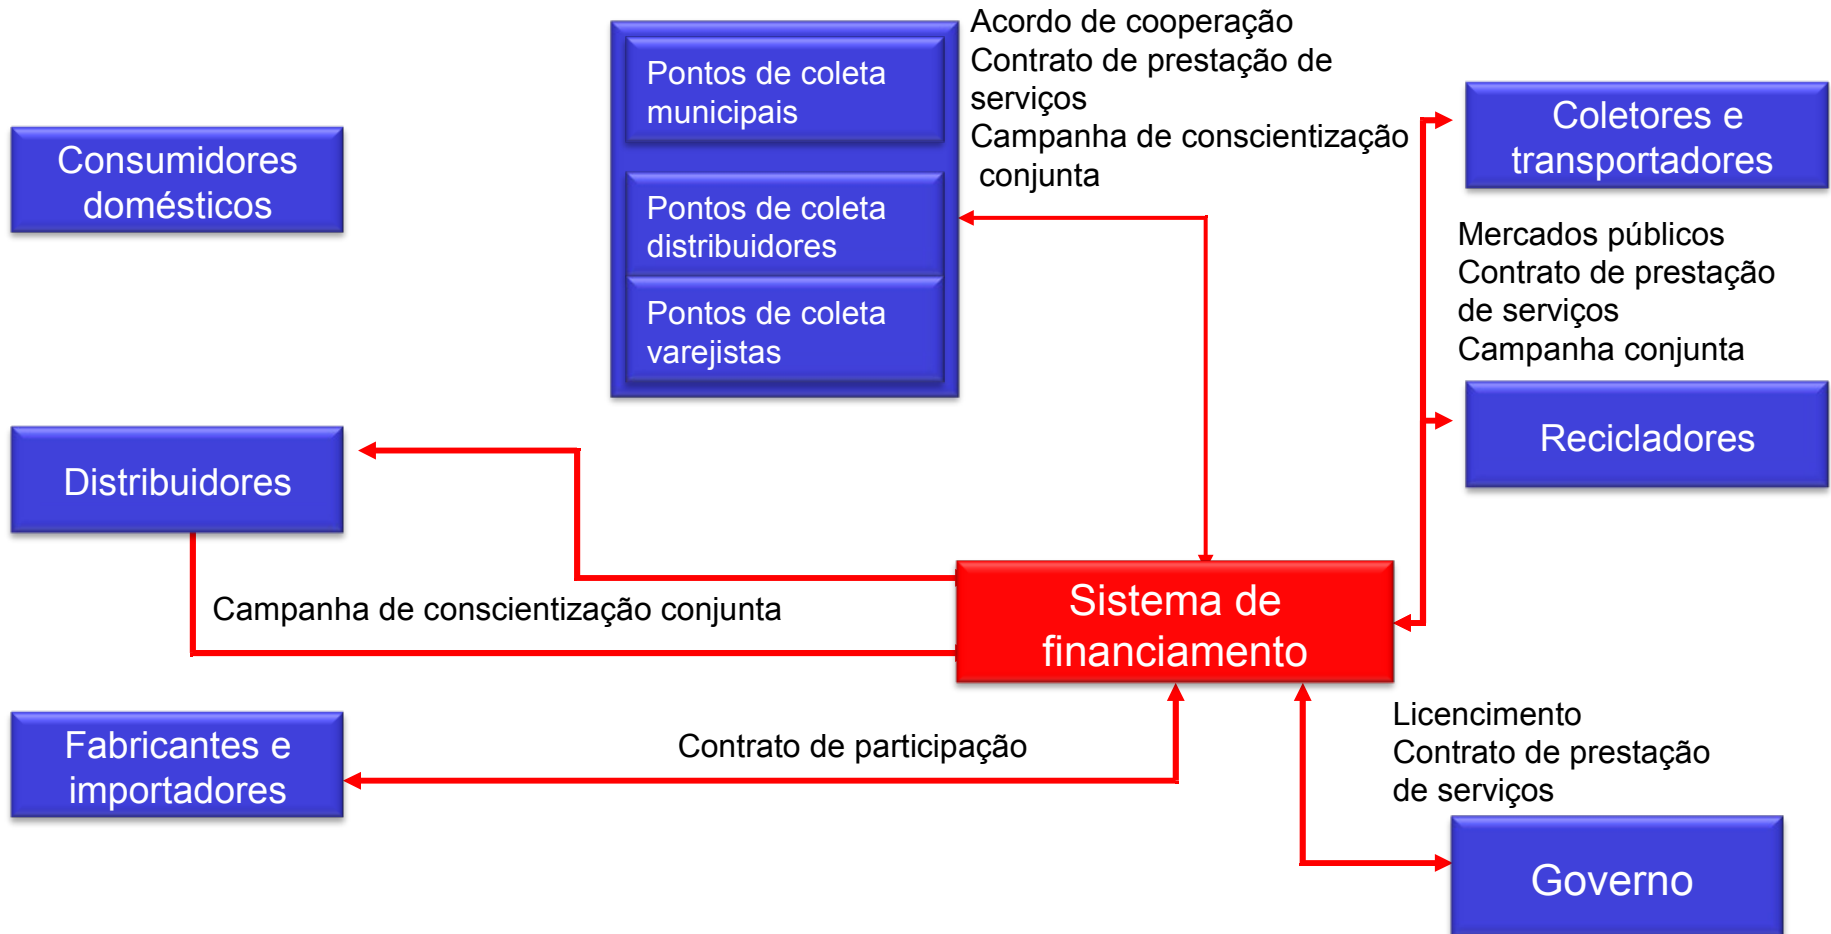 Acordo de cooperação
Contrato de prestação de
serviços
Campanha de conscientização
conjunta
Pontos de coleta
municipais
Pontos de coleta
distribuidores
Pontos de coleta
varejistas
Consumidores
domésticos
Coletores e
transportadores
Mercados públicos
Contrato de prestação
de serviços
Campanha conjunta
Recicladores
Distribuidores
Campanha de conscientização conjunta
Sistema de
financiamento
Fabricantes e
importadores
Contrato de participação
Licencimento
Contrato de prestação
de serviços
Governo